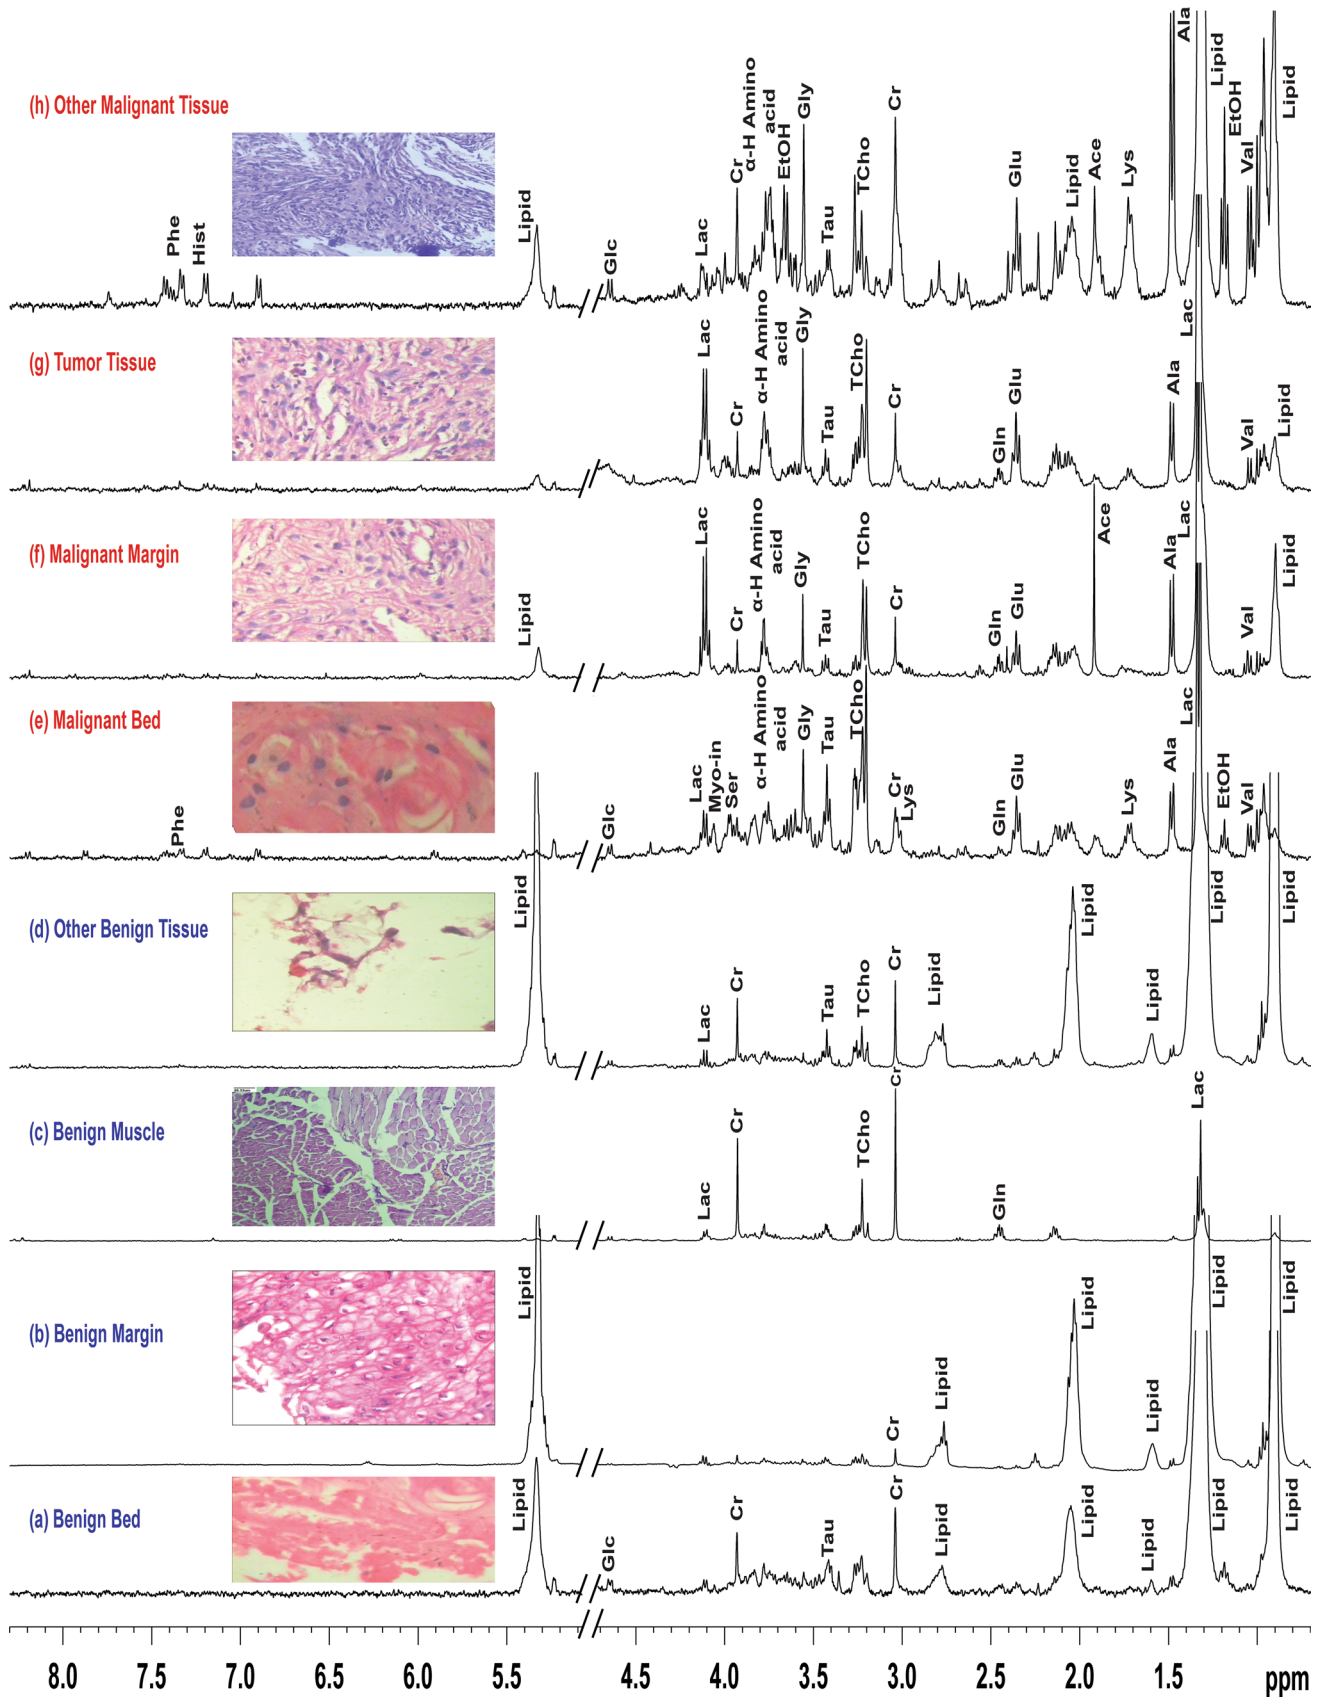 (h) Other Malignant Tissue
Phe
Hist
Lipid
Glc
Lac
Cr
α-H Amino
acid
EtOH
Gly
Tau
TCho
Cr
Glu
Lipid
Ace
Lys
Ala
Lipid
EtOH
Val
Lipid
(g) Tumor Tissue
Lac
Cr
α-H Amino
acid
Gly
Tau
TCho
Cr
Gln
Glu
Ala
Lac
Val
Lipid
(f) Malignant Margin
Lipid
Lac
Cr
α-H Amino
acid
Gly
Tau
TCho
Cr
Gln
Glu
Ace
Ala
Lac
Val
Lipid
(e) Malignant Bed
Phe
Glc
Lac
Myo-in
Ser
α-H Amino
acid
Gly
Tau
TCho
Cr
Lys
Gln
Glu
Lys
Ala
Lac
EtOH
Val
(d) Other Benign Tissue
Lipid
Lac
Cr
Tau
TCho
Cr
Lipid
Lipid
Lipid
Lipid
Lipid
(c) Benign Muscle
Lac
Cr
TCho
Cr
Gln
Lac
(b) Benign Margin
Lipid
Cr
Lipid
Lipid
Lipid
Lipid
Lipid
(a) Benign Bed
Lipid
Glc
Cr
Tau
Cr
Lipid
Lipid
Lipid
Lipid
Lipid
8.0 7.5 7.0 6.5 6.0 5.5 4.5 4.0 3.5 3.0 2.5 2.0 1.5 ppm